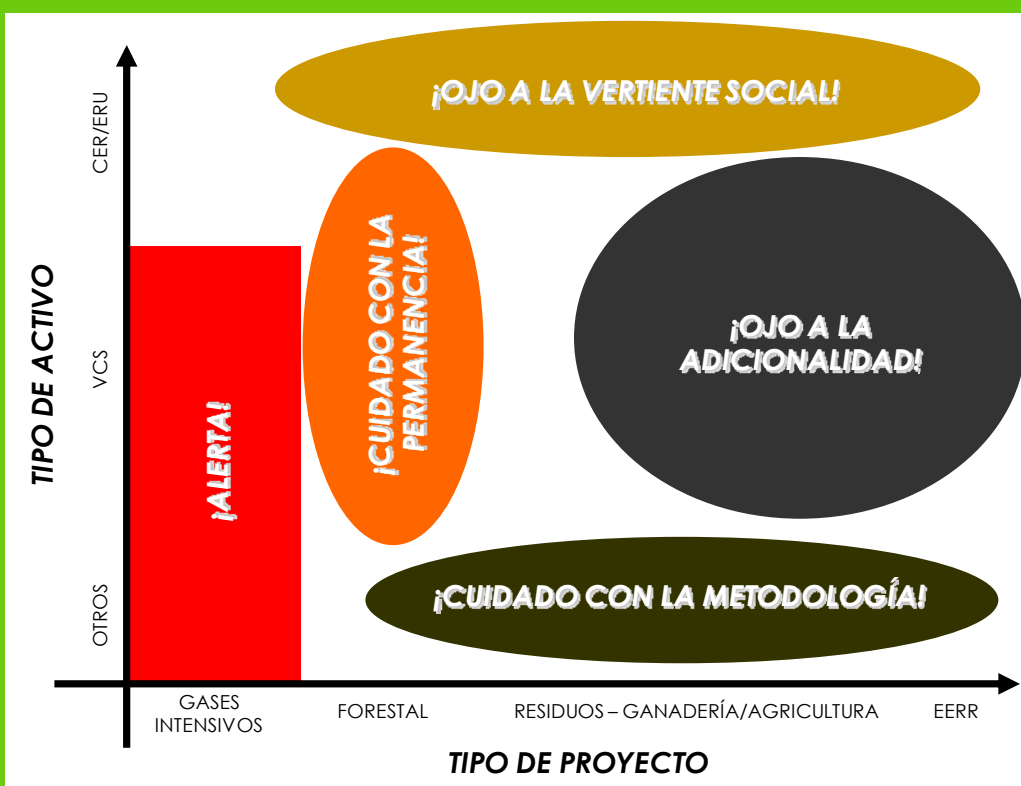 ¡OJO A LA VERTIENTE SOCIAL!
CER/ERU
¡CUIDADO CON LA
PERMANENCIA!
TIPO DE ACTIVO
VCS
¡OJO A LA
ADICIONALIDAD!
¡ALERTA!
OTROS
¡CUIDADO CON LA METODOLOGÍA!
GASES
INTENSIVOS
FORESTAL
RESIDUOS – GANADERÍA/AGRICULTURA
EERR
TIPO DE PROYECTO